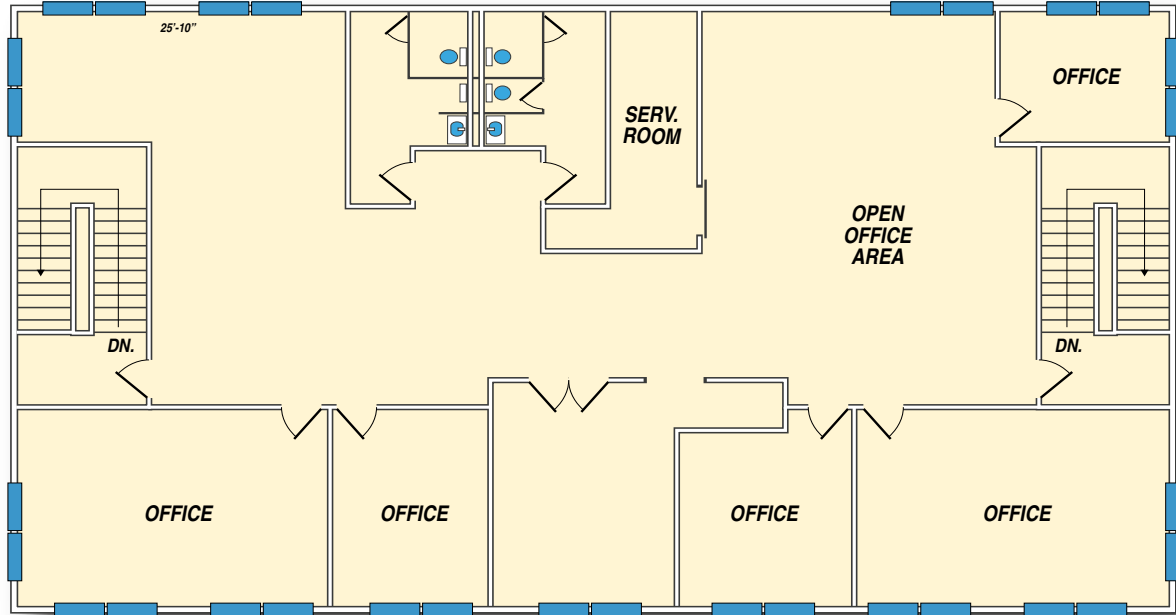 25'-10"
OFFICE
SERV.
ROOM
OPEN
OFFICE
AREA
DN.
DN.
OFFICE
OFFICE
OFFICE
OFFICE